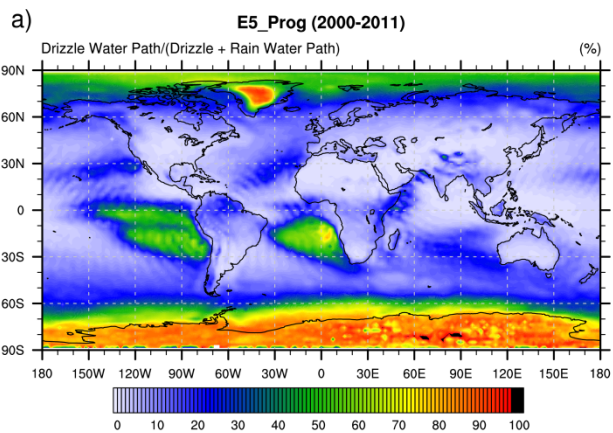 a)
E5_Prog (2000-2011)
Drizzle Water Path/(Drizzle + Rain Water Path) (%)
90N
60N
30N
0
30S
60S
90S
180 150W 120W 90W 60W 30W 0 30E 60E 90E 120E 150E 180
0 10 20 30 40 50 60 70 80 90 100